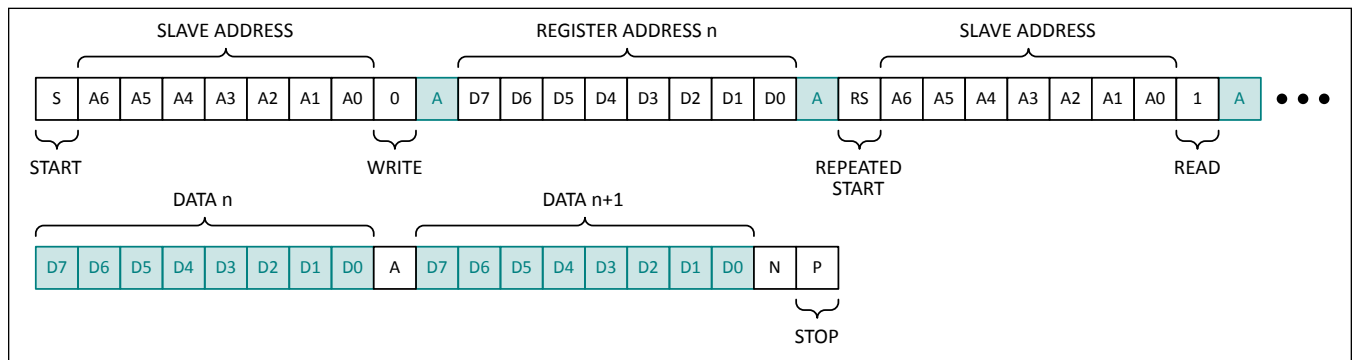 SLAVE ADDRESS REGISTER ADDRESS n SLAVE ADDRESS
S A6 A5 A4 A3 A2 A1 A0 0 A D7 D6 D5 D4 D3 D2 D1 D0 A RS A6 A5 A4 A3 A2 A1 A0 1 A
START WRITE REPEATED START READ
DATA n DATA n+1
D7 D6 D5 D4 D3 D2 D1 D0 A D7 D6 D5 D4 D3 D2 D1 D0 N P
STOP